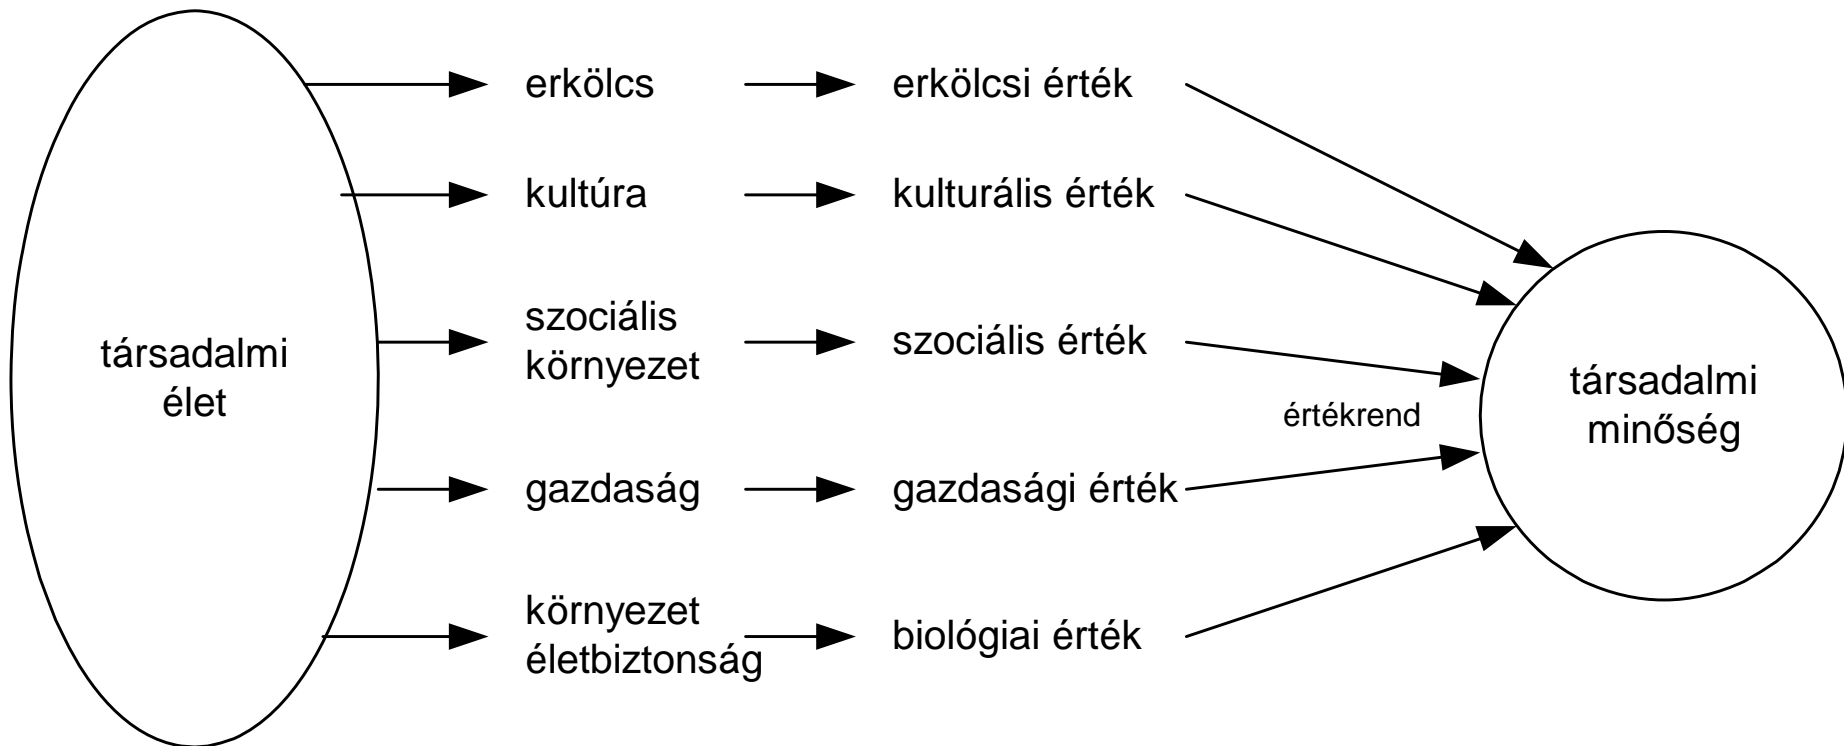 társadalmi
élet
erkölcs
erkölcsi érték
kultúra
kulturális érték
szociális
környezet
szociális érték
gazdaság
gazdasági érték
környezet
életbiztonság
biológiai érték
értékrend
társadalmi
minőség